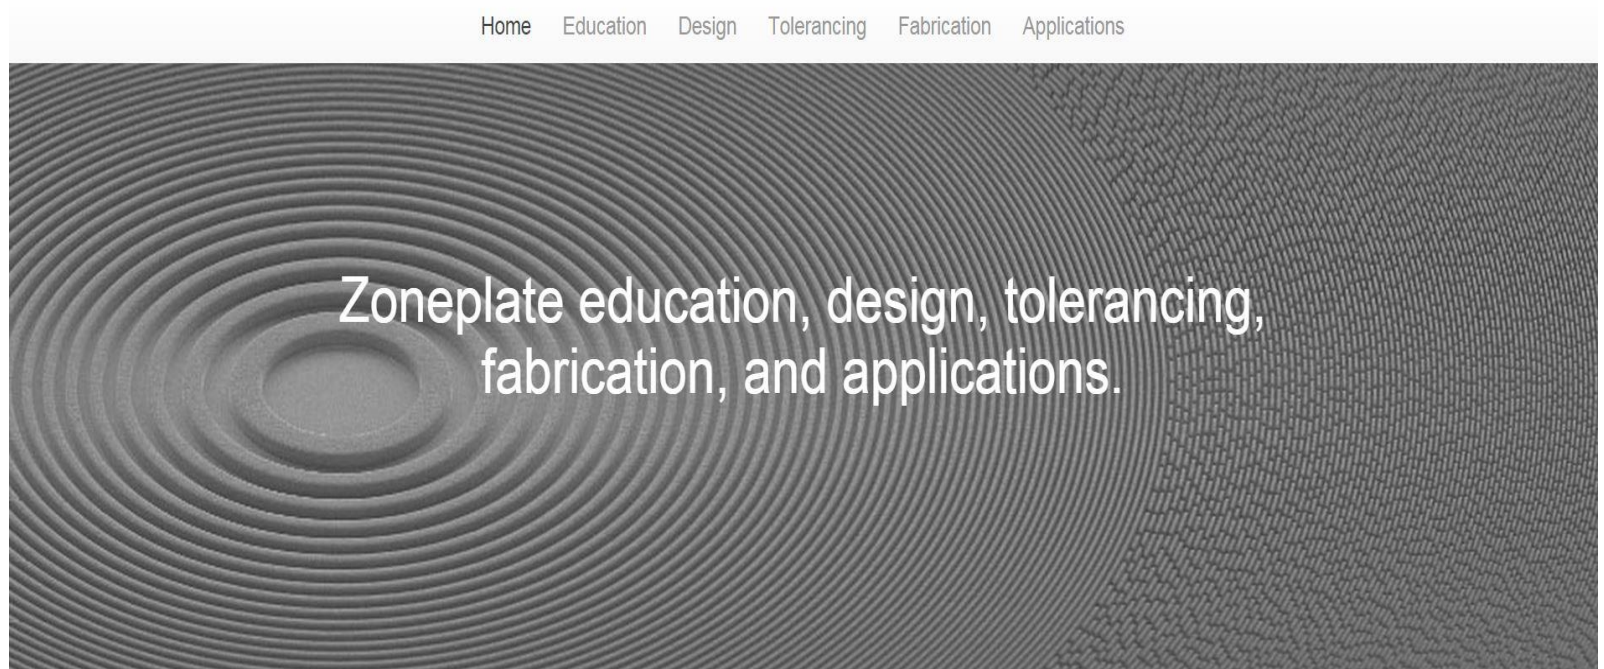 Home Education Design Tolerancing Fabrication Applications
Zoneplate education, design, tolerancing,
fabrication, and applications.